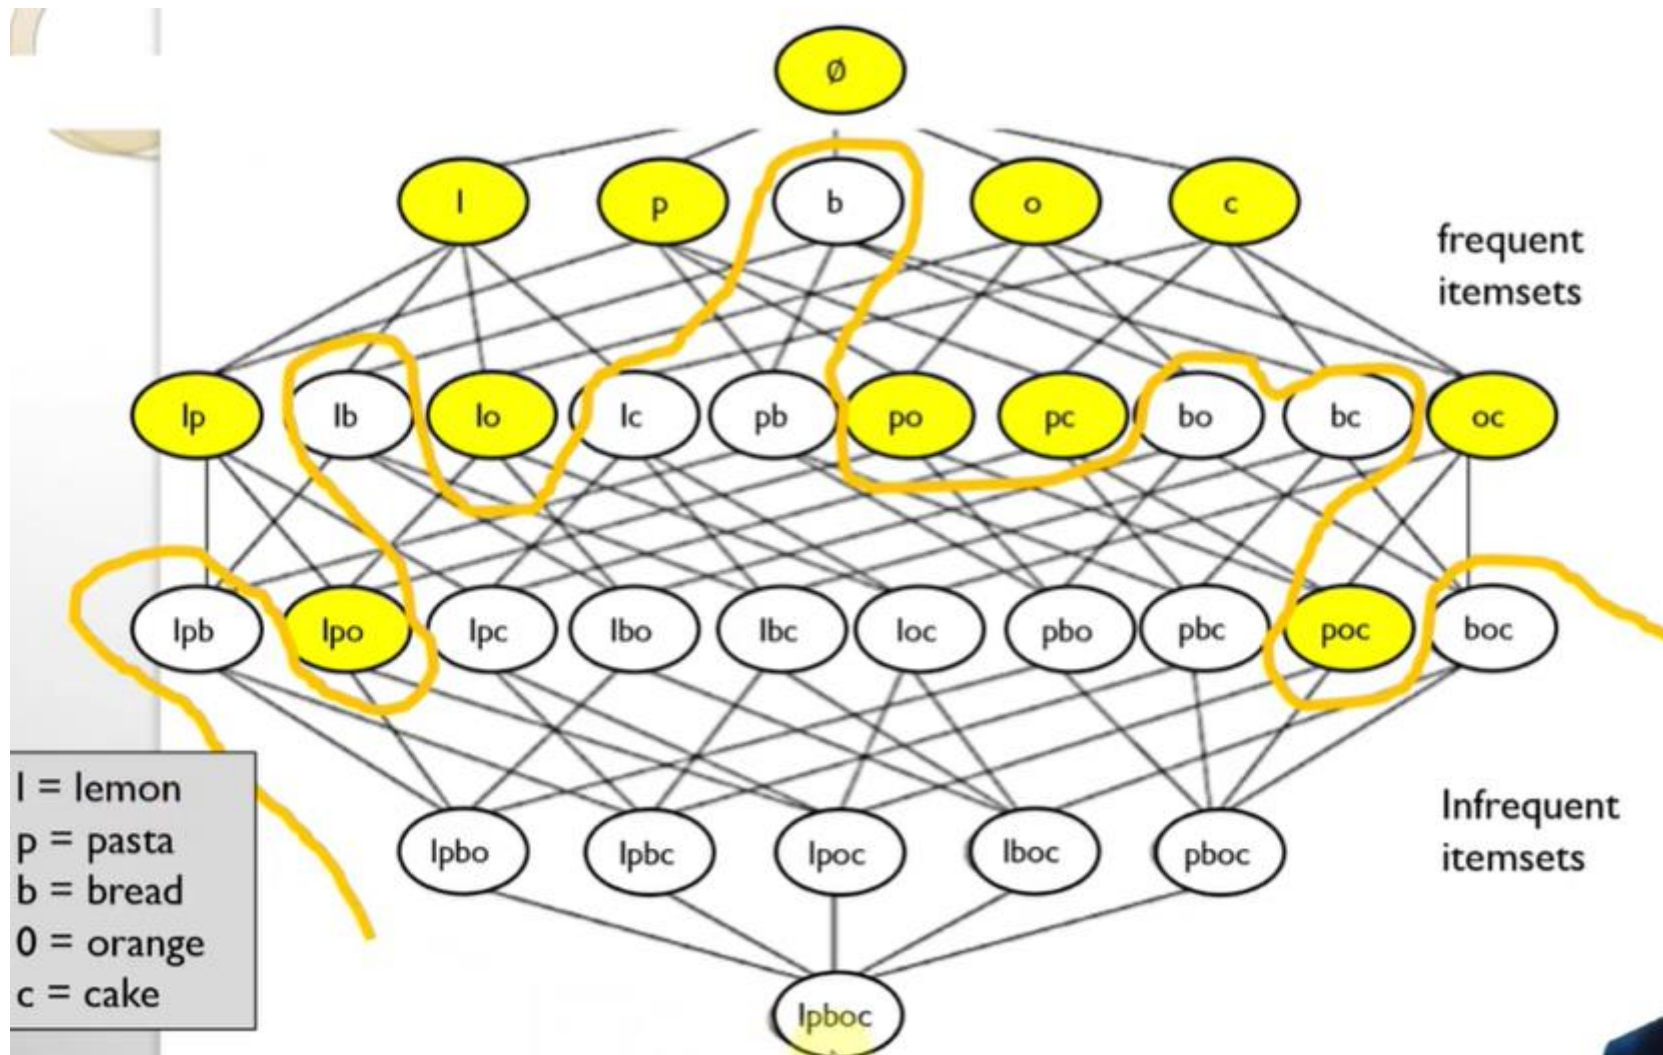 Ø
l p b o c
frequent
itemsets
lp lb lo lc pb po pc bo bc oc
lpb lpo lpc lbo lbc loc pbo pbc poc boc
l = lemon
p = pasta
b = bread
0 = orange
c = cake
Infrequent
itemsets
lpbo lpbc lpoc lboc pboc
lpboc